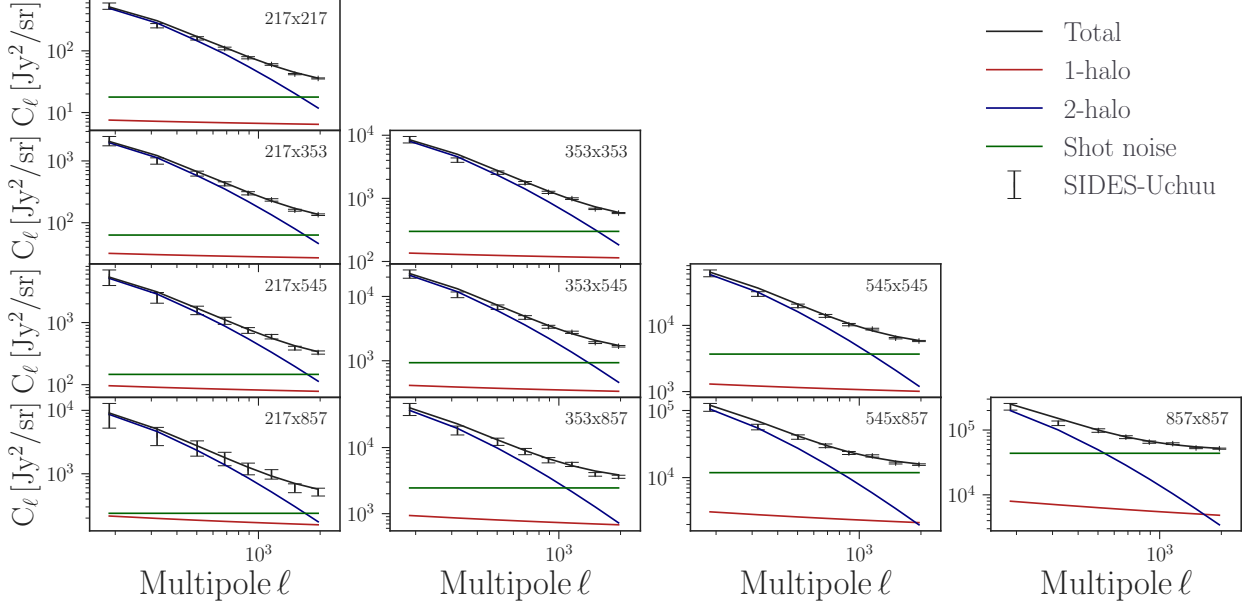 C_ℓ [Jy²/sr]
10²
10¹
217x217
C_ℓ [Jy²/sr]
10³
10²
217x353
10⁴
10³
10²
353x353
C_ℓ [Jy²/sr]
10³
10²
217x545
10⁴
10³
353x545
10⁴
10³
545x545
C_ℓ [Jy²/sr]
10⁴
10³
217x857
10⁴
10³
353x857
10⁵
10⁴
545x857
10⁵
10⁴
857x857
10³
10³
10³
10³
Multipole ℓ
Multipole ℓ
Multipole ℓ
Multipole ℓ
Total
1-halo
2-halo
Shot noise
SIDES-Uchuu